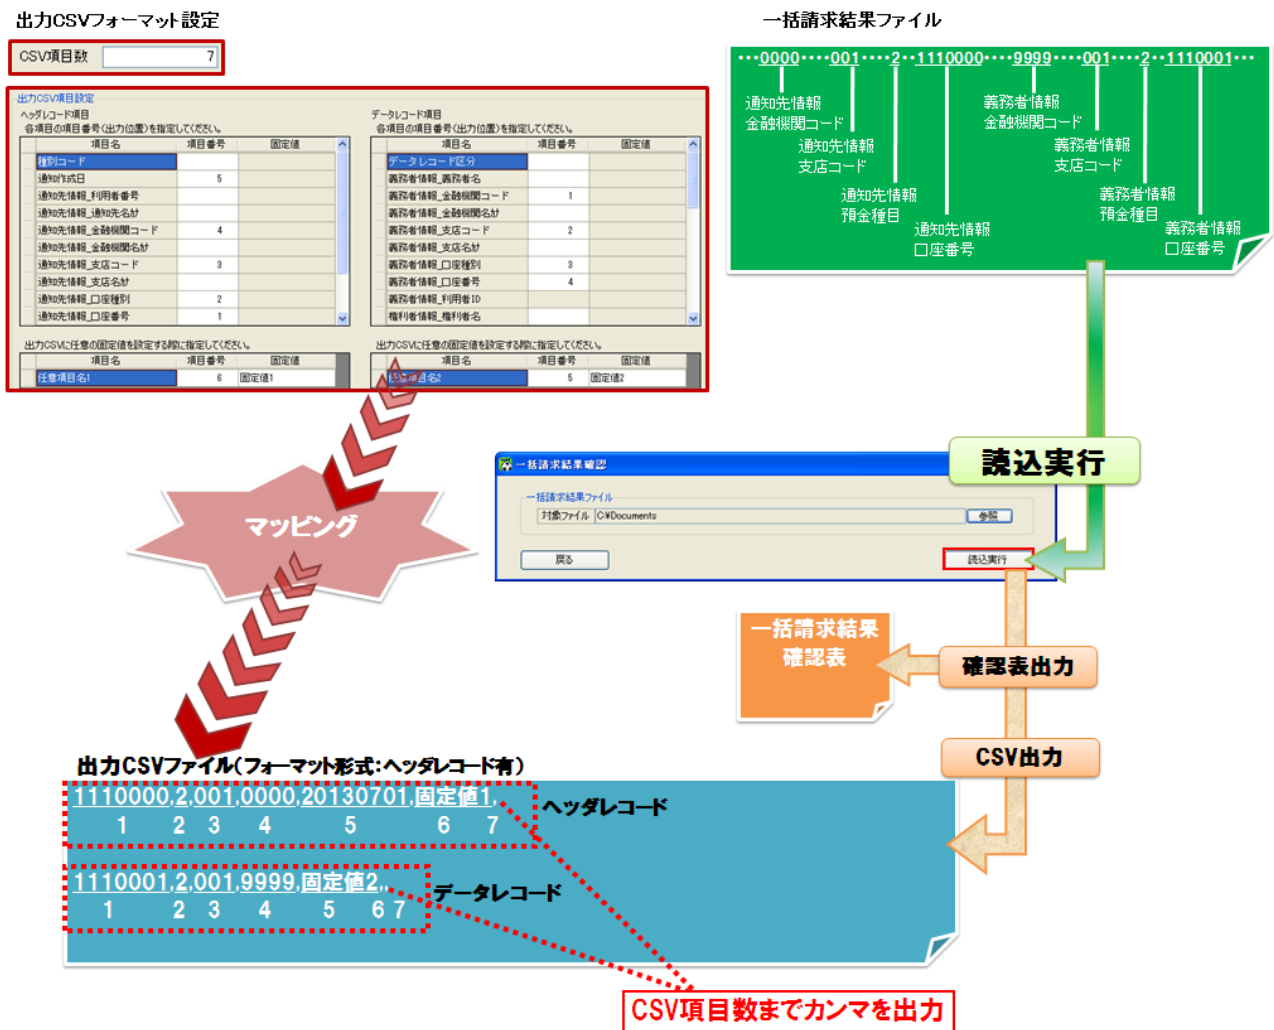 出力CSVフォーマット設定
CSV項目数 7
出力CSV項目設定
ヘッダレコード項目
各項目の項目番号(出力位置)を指定してください。
項目名 項目番号 固定値
種別コード
通知作成日 5
通知先情報_利用者番号
通知先情報_通知先名ｶﾅ
通知先情報_金融機関コード 4
通知先情報_金融機関名ｶﾅ
通知先情報_支店コード 3
通知先情報_支店名ｶﾅ
通知先情報_口座種別 2
通知先情報_口座番号 1
出力CSVに任意の固定値を設定する際に指定してください。
項目名 項目番号 固定値
任意項目名1 6 固定値1
データレコード項目
各項目の項目番号(出力位置)を指定してください。
項目名 項目番号 固定値
データレコード区分
義務者情報_義務者名
義務者情報_金融機関コード 1
義務者情報_金融機関名ｶﾅ
義務者情報_支店コード 2
義務者情報_支店名ｶﾅ
義務者情報_口座種別 3
義務者情報_口座番号 4
義務者情報_利用者ID
権利者情報_権利者名
出力CSVに任意の固定値を設定する際に指定してください。
項目名 項目番号 固定値
目名2 5 固定値2
一括請求結果ファイル
･･･0000････001････2･･1110000････9999････001････2･･1110001･･･
通知先情報
金融機関コード
通知先情報
支店コード
通知先情報
預金種目
通知先情報
口座番号
義務者情報
金融機関コード
義務者情報
支店コード
義務者情報
預金種目
義務者情報
口座番号
読込実行
一括請求結果確認
一括請求結果ファイル
対象ファイル C:¥Documents 参照
戻る 読込実行
マッピング
一括請求結果
確認表
確認表出力
CSV出力
出力CSVファイル(フォーマット形式:ヘッダレコード有)
1110000,2,001,0000,20130701,固定値1,
1 2 3 4 5 6 7
ヘッダレコード
1110001,2,001,9999,固定値2,,
1 2 3 4 5 6 7
データレコード
CSV項目数までカンマを出力